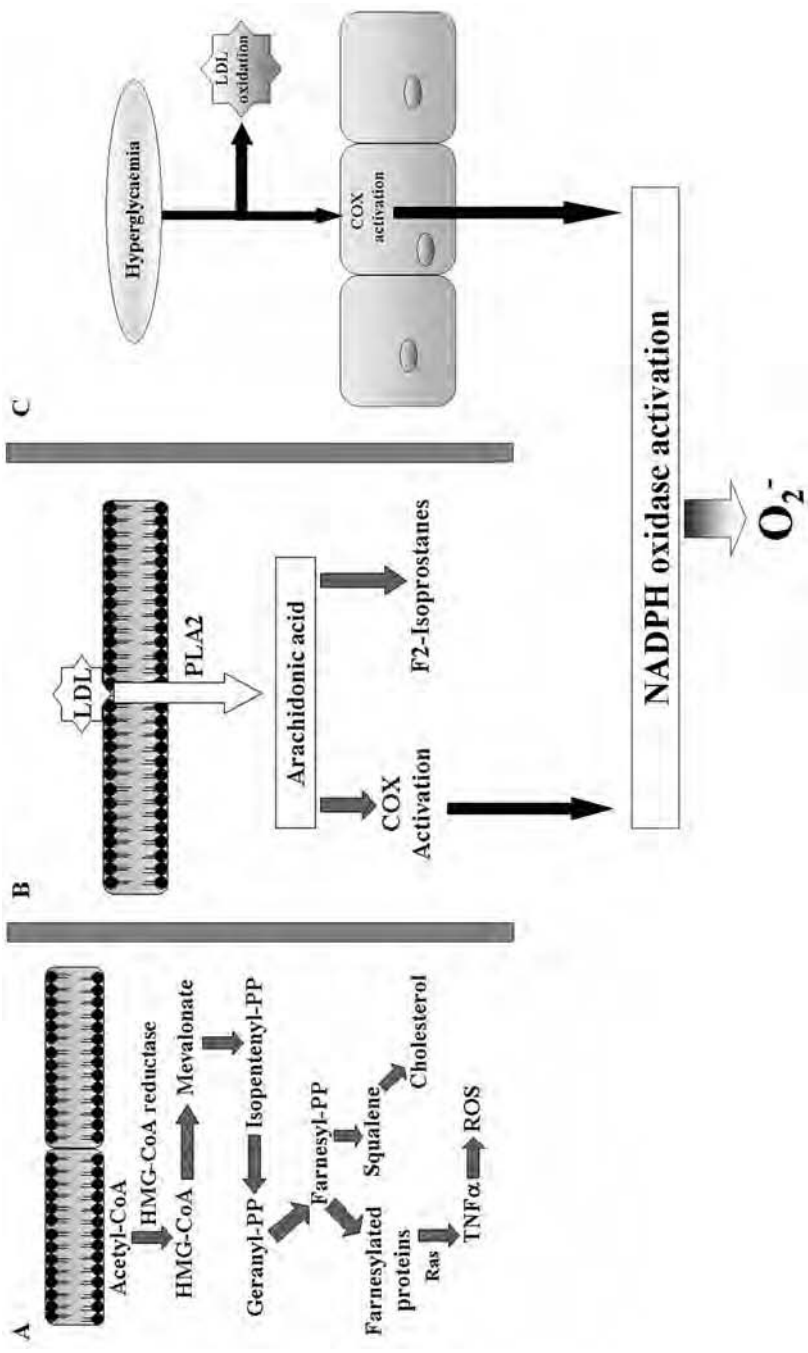 A
Acetyl-CoA
HMG-CoA reductase
HMG-CoA
Mevalonate
Isopentenyl-PP
Geranyl-PP
Farnesyl-PP
Squalene
Cholesterol
Farnesylated
proteins
Ras
TNFα
ROS
B
LDL
PLA2
Arachidonic acid
COX
Activation
F2-Isoprostanes
C
Hyperglycaemia
LDL
oxidation
COX
activation
NADPH oxidase activation
O₂⁻